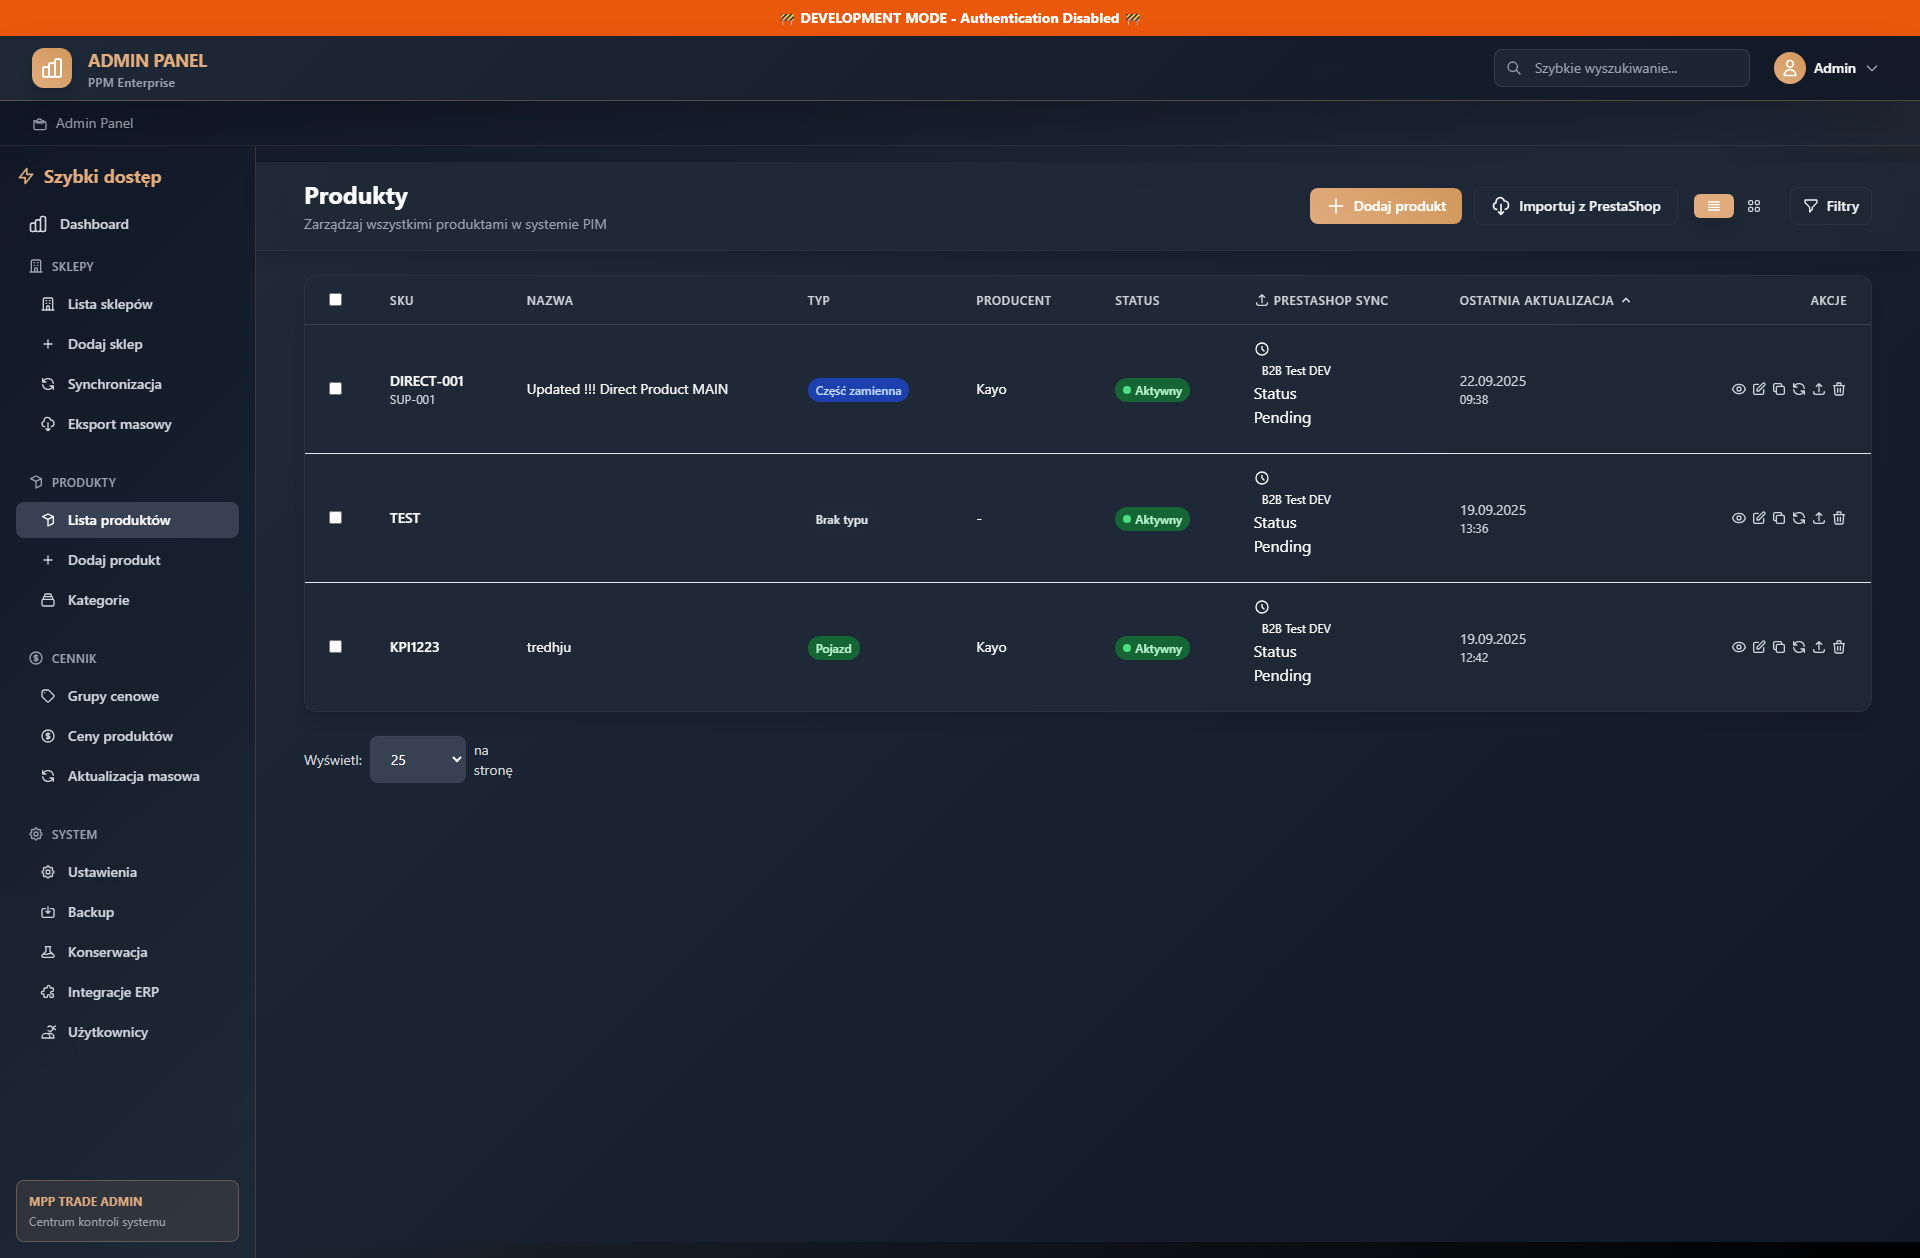 🚧 DEVELOPMENT MODE - Authentication Disabled 🚧
ADMIN PANEL
PPM Enterprise
Szybkie wyszukiwanie...
Admin
Admin Panel
Szybki dostęp
Dashboard
SKLEPY
Lista sklepów
Dodaj sklep
Synchronizacja
Eksport masowy
PRODUKTY
Lista produktów
Dodaj produkt
Kategorie
CENNIK
Grupy cenowe
Ceny produktów
Aktualizacja masowa
SYSTEM
Ustawienia
Backup
Konserwacja
Integracje ERP
Użytkownicy
MPP TRADE ADMIN
Centrum kontroli systemu
Produkty
Zarządzaj wszystkimi produktami w systemie PIM
Dodaj produkt
Importuj z PrestaShop
Filtry
SKU NAZWA TYP PRODUCENT STATUS PRESTASHOP SYNC OSTATNIA AKTUALIZACJA AKCJE
DIRECT-001
SUP-001
Updated !!! Direct Product MAIN
Część zamienna
Kayo
Aktywny
B2B Test DEV
Status
Pending
22.09.2025
09:38
TEST
Brak typu
-
Aktywny
B2B Test DEV
Status
Pending
19.09.2025
13:36
KPI1223
tredhju
Pojazd
Kayo
Aktywny
B2B Test DEV
Status
Pending
19.09.2025
12:42
Wyświetl:
25
na
stronę